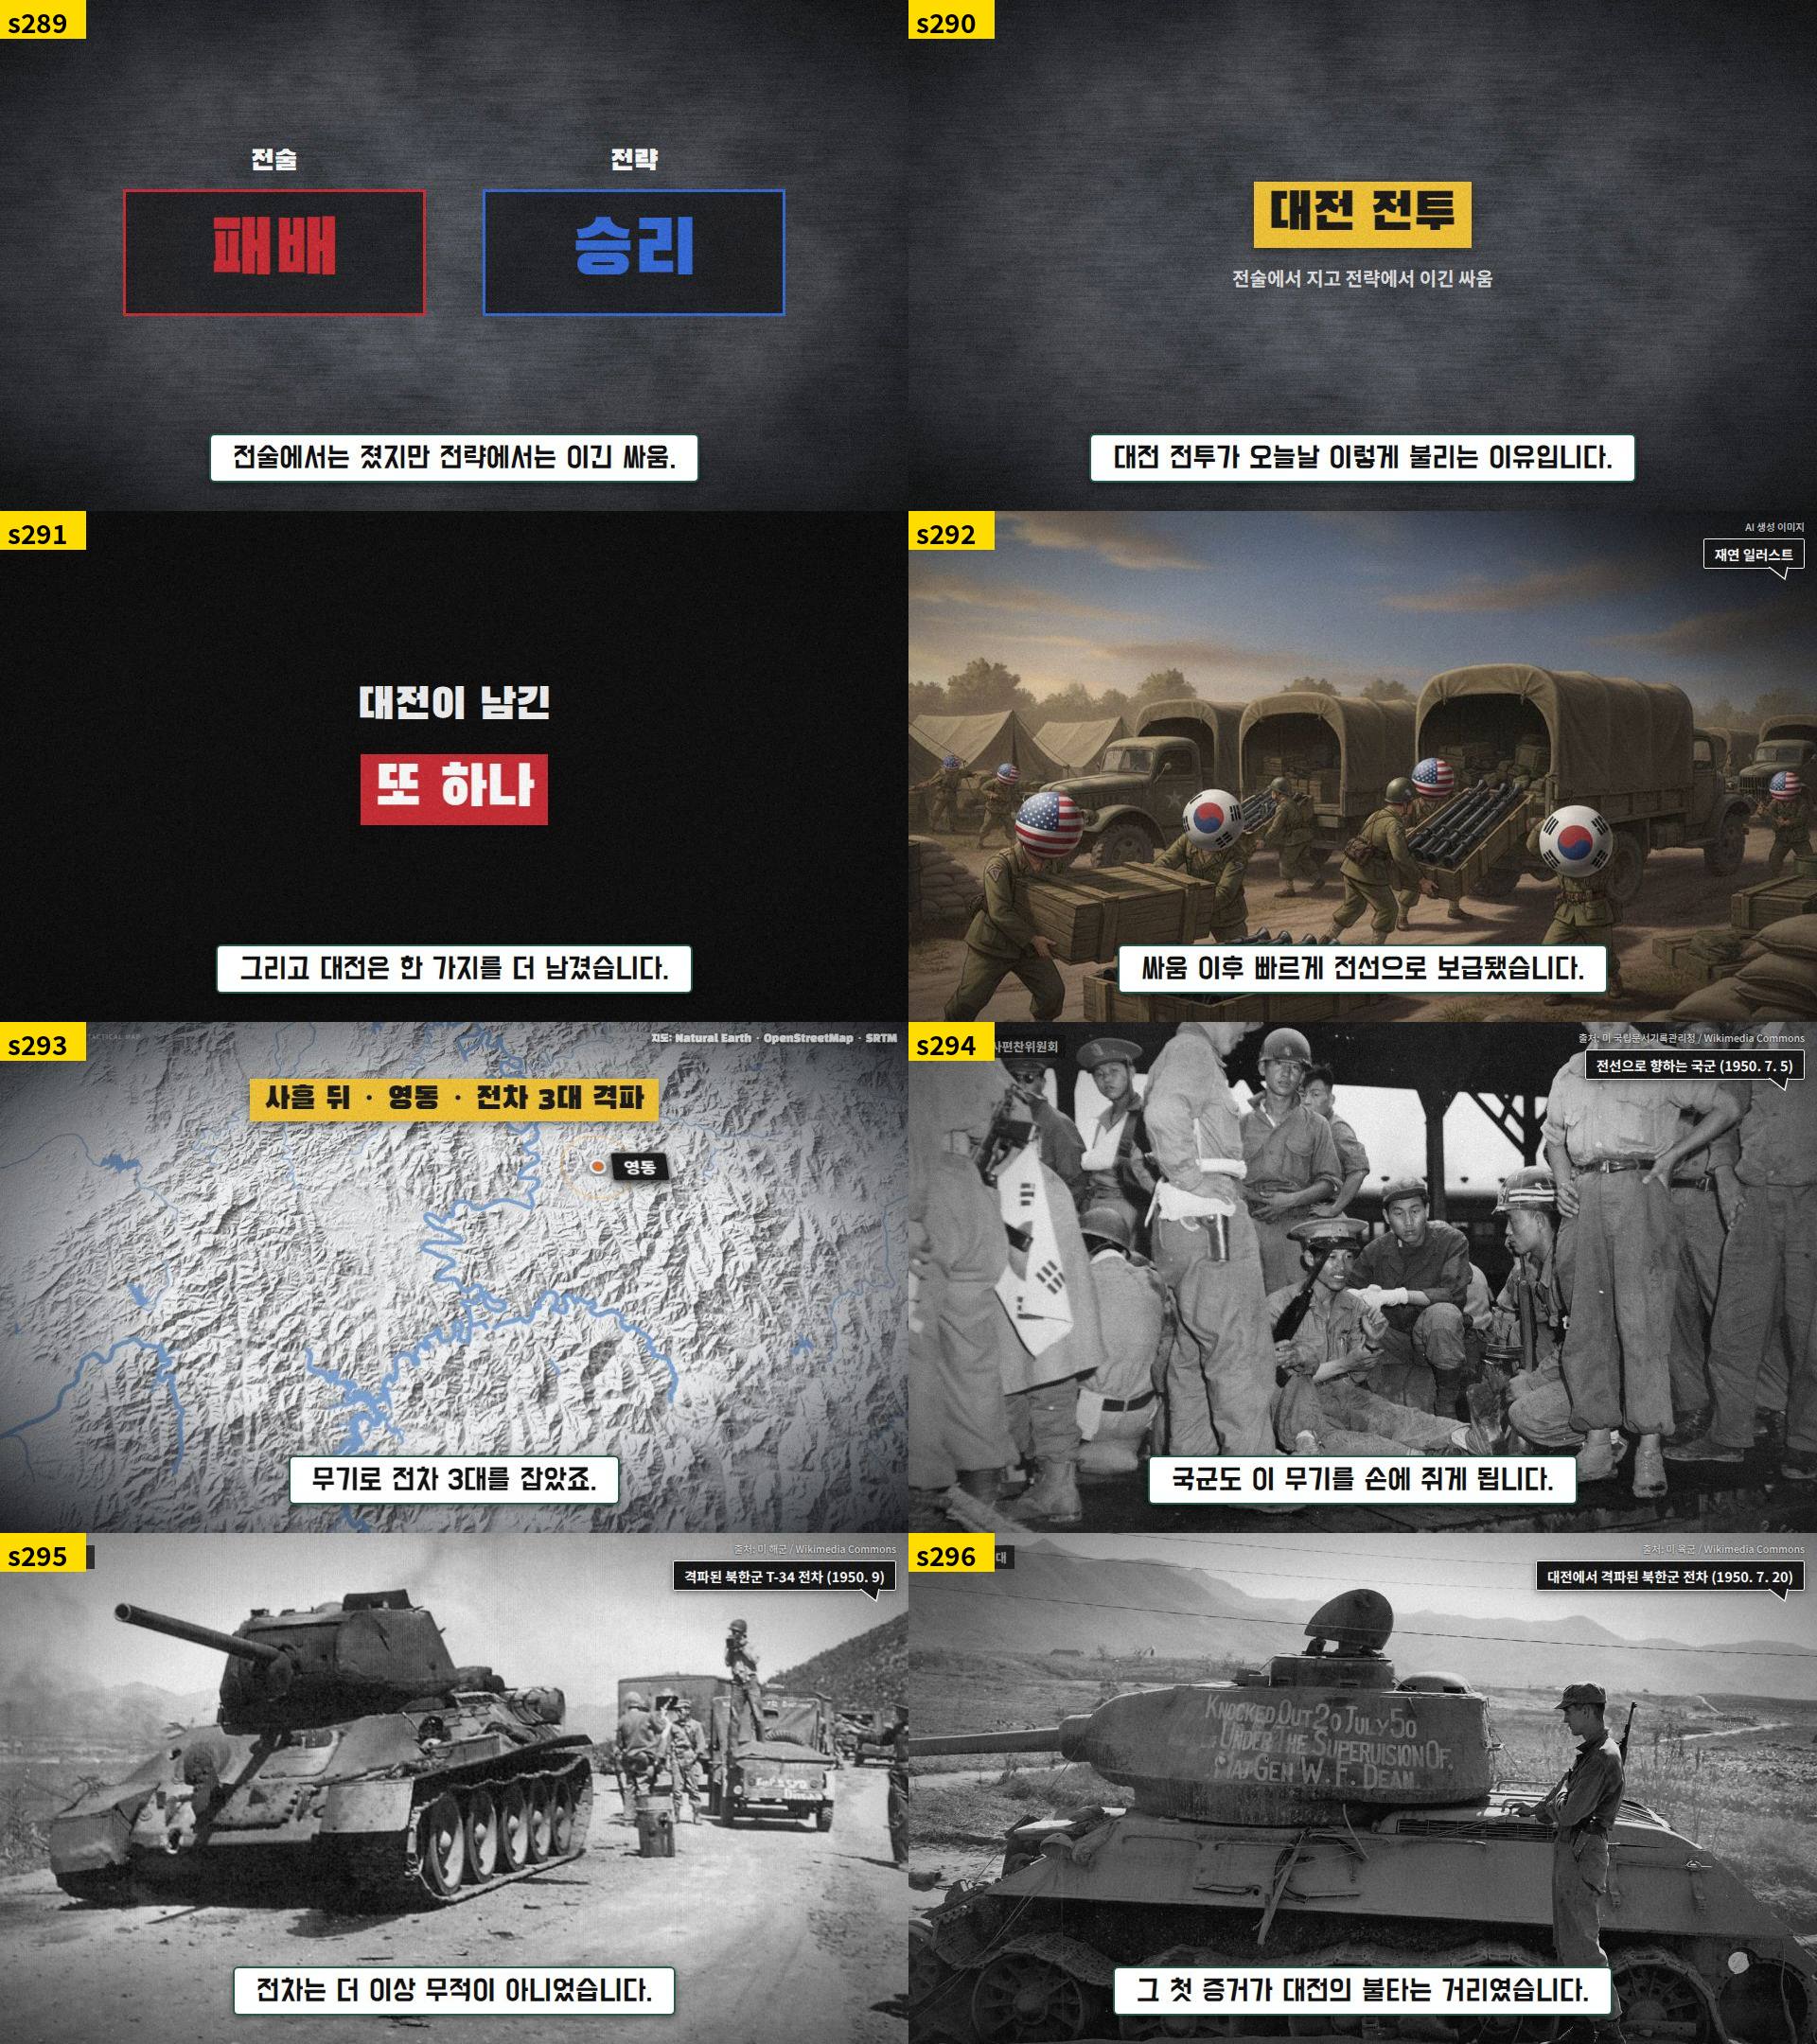 s289
전술
전략
패배
승리
전술에서는 졌지만 전략에서는 이긴 싸움.
s290
대전 전투
전술에서 지고 전략에서 이긴 싸움
대전 전투가 오늘날 이렇게 불리는 이유입니다.
s291
대전이 남긴
또 하나
그리고 대전은 한 가지를 더 남겼습니다.
s292
AI 생성 이미지
재연 일러스트
싸움 이후 빠르게 전선으로 보급됐습니다.
s293
TACTICAL MAP
지도: Natural Earth · OpenStreetMap · SRTM
사흘 뒤 · 영동 · 전차 3대 격파
영동
무기로 전차 3대를 잡았죠.
s294
사편찬위원회
출처: 미 국립문서기록관리청 / Wikimedia Commons
전선으로 향하는 국군 (1950. 7. 5)
국군도 이 무기를 손에 쥐게 됩니다.
s295
출처: 미 해군 / Wikimedia Commons
격파된 북한군 T-34 전차 (1950. 9)
전차는 더 이상 무적이 아니었습니다.
s296
대
출처: 미 육군 / Wikimedia Commons
대전에서 격파된 북한군 전차 (1950. 7. 20)
KNOCKED OUT 20 JULY 50
UNDER THE SUPERVISION OF.
MAJ GEN W. F. DEAN.
그 첫 증거가 대전의 불타는 거리였습니다.